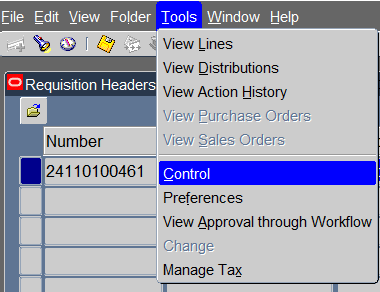 File Edit View Folder Tools Window Help
View Lines
View Distributions
View Action History
View Purchase Orders
View Sales Orders
Control
Preferences
View Approval through Workflow
Change
Manage Tax
Requisition Headers
Number
24110100461